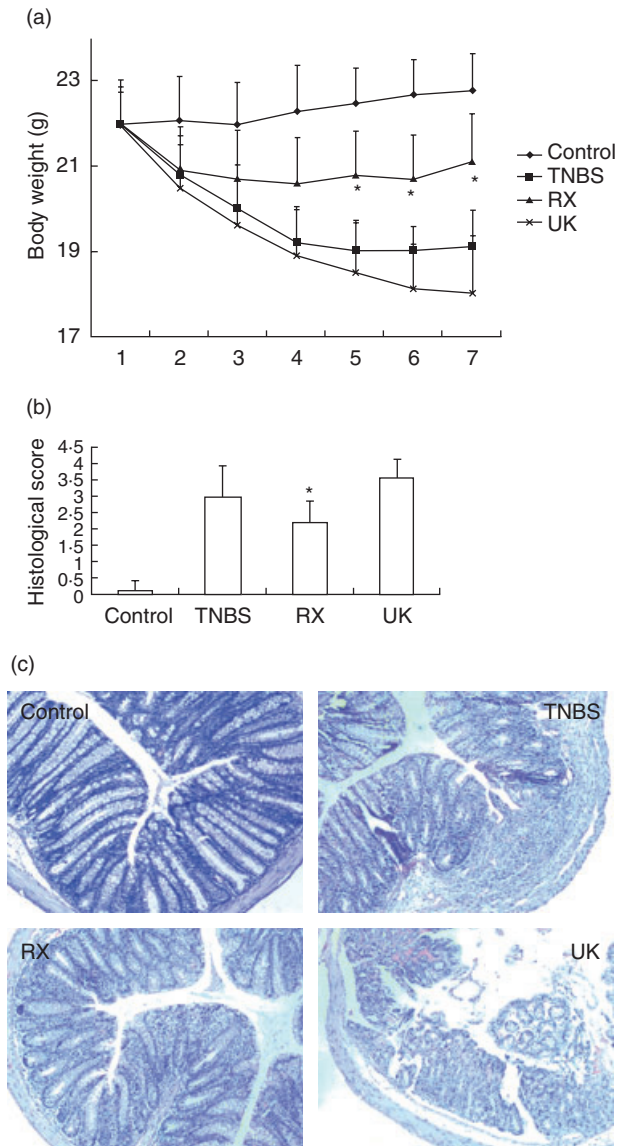 (a)
23
21
19
17
Body weight (g)
* * *
1 2 3 4 5 6 7
Control
TNBS
RX
UK
(b)
4·5
4
3·5
3
2·5
2
1·5
1
0·5
0
Histological score
*
Control TNBS RX UK
(c)
Control
TNBS
RX
UK